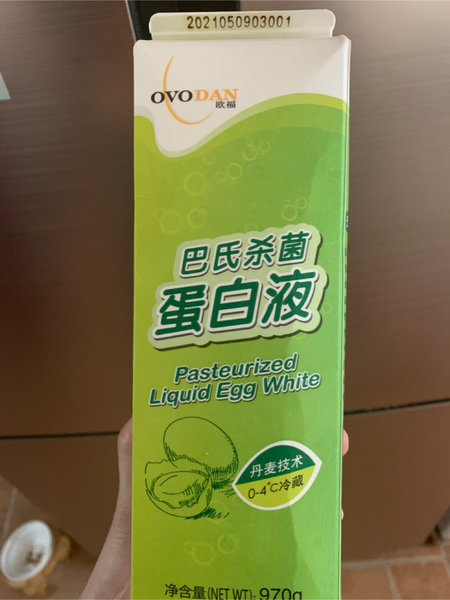 2021050903001
OVODAN
欧福
巴氏杀菌
蛋白液
Pasteurized
Liquid Egg White
丹麦技术
0-4℃冷藏
净含量(NET WT): 970g